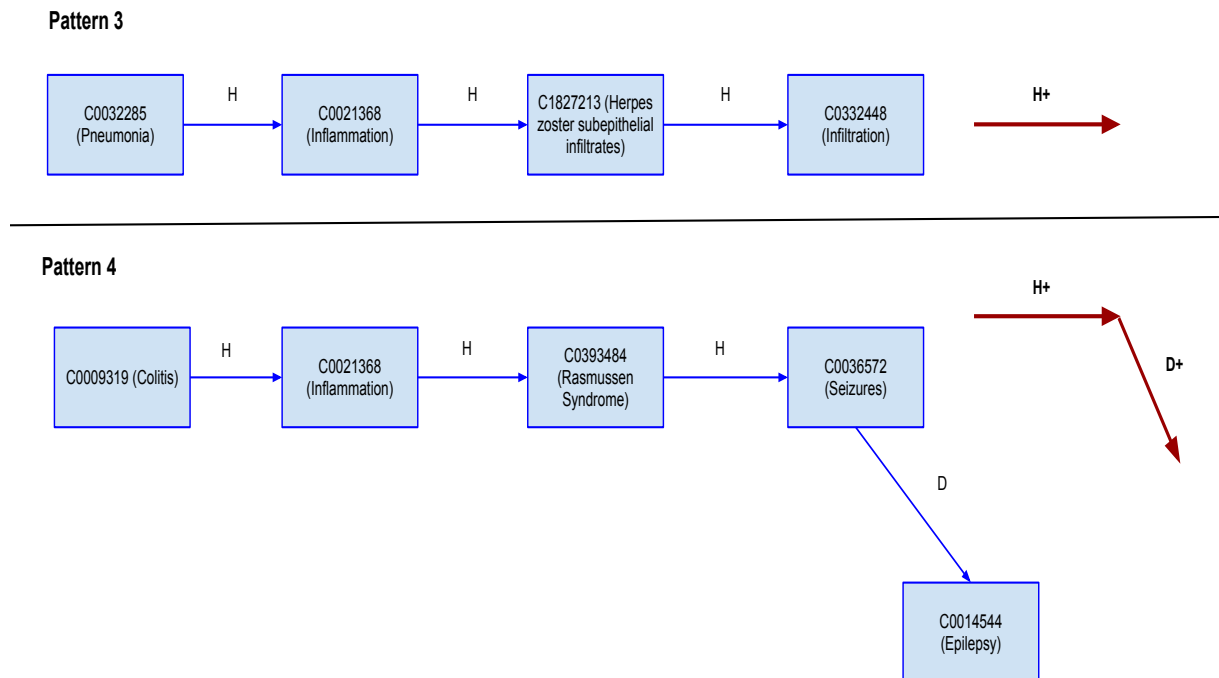 Pattern 3
H
H
H
H+
C0032285
(Pneumonia)
C0021368
(Inflammation)
C1827213 (Herpes
zoster subepithelial
infiltrates)
C0332448
(Infiltration)
Pattern 4
H+
H
H
H
D+
C0009319 (Colitis)
C0021368
(Inflammation)
C0393484
(Rasmussen
Syndrome)
C0036572
(Seizures)
D
C0014544
(Epilepsy)